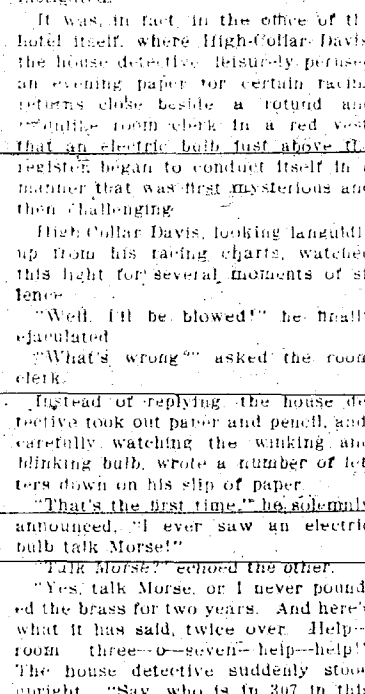 It was, in fact, in the office of th
hotel itself, where High-Collar Davis
the house detective leisurely peruse
an evening paper for certain racin
returns close beside a rotund and
room clerk in a red vest
that an electric bulb just above th
register began to conduct itself in a
manner that was first mysterious and
then challenging
High Collar Davis, looking languidl
up from his racing charts, watched
this light for several moments of si
lence
"Well, I'll be blowed!" he finall
ejaculated
"What's wrong?" asked the room
clerk.
Instead of replying the house de
tective took out paper and pencil, and
carefully watching the winking and
blinking bulb, wrote a number of let
ters down on his slip of paper.
"That's the first time," he solemnly
announced, "I ever saw an electric
bulb talk Morse!"
"Talk Morse?" echoed the other.
"Yes, talk Morse, or I never pound
ed the brass for two years. And here's
what it has said, twice over. Help—
room three—o—seven—help—help!"
The house detective suddenly stood
upright. "Say, who is in 307 in this